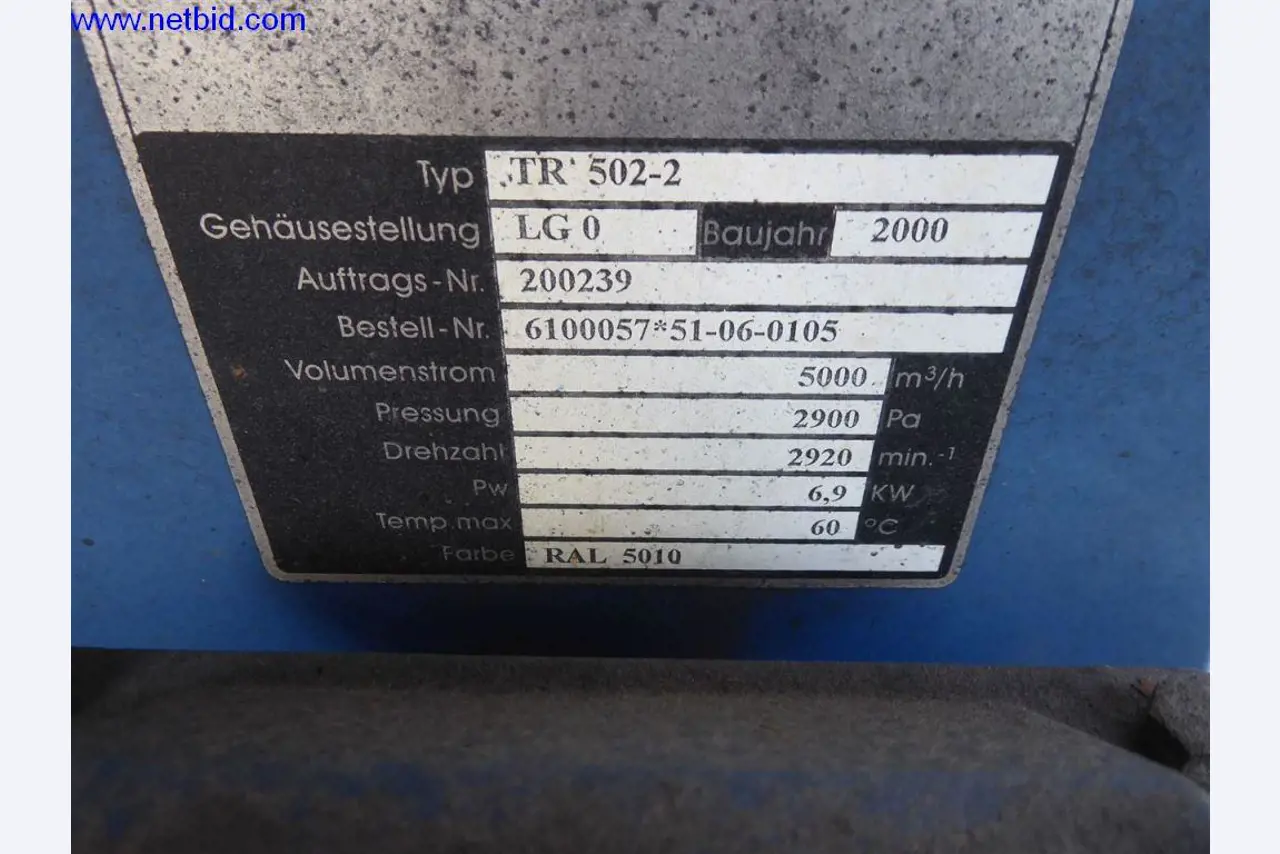 www.netbid.com
Typ TR 502-2
Gehäusestellung LG 0 Baujahr 2000
Auftrags-Nr. 200239
Bestell-Nr. 6100057*51-06-0105
Volumenstrom 5000 m³/h
Pressung 2900 Pa
Drehzahl 2920 min.-1
Pw 6,9 KW
Temp.max 60 °C
Farbe RAL 5010